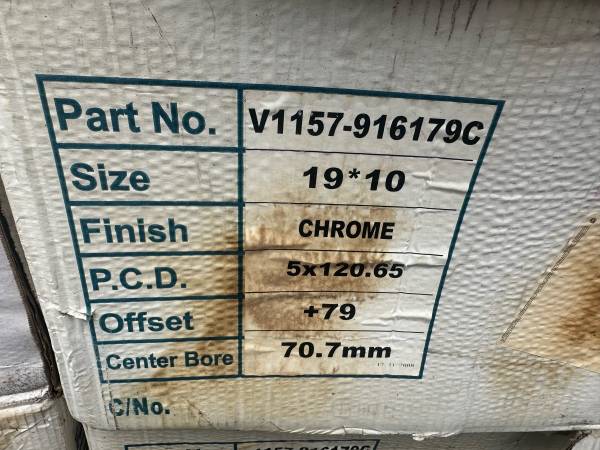 Part No. V1157-916179C
Size 19*10
Finish CHROME
P.C.D. 5x120.65
Offset +79
Center Bore 70.7mm
C/No.